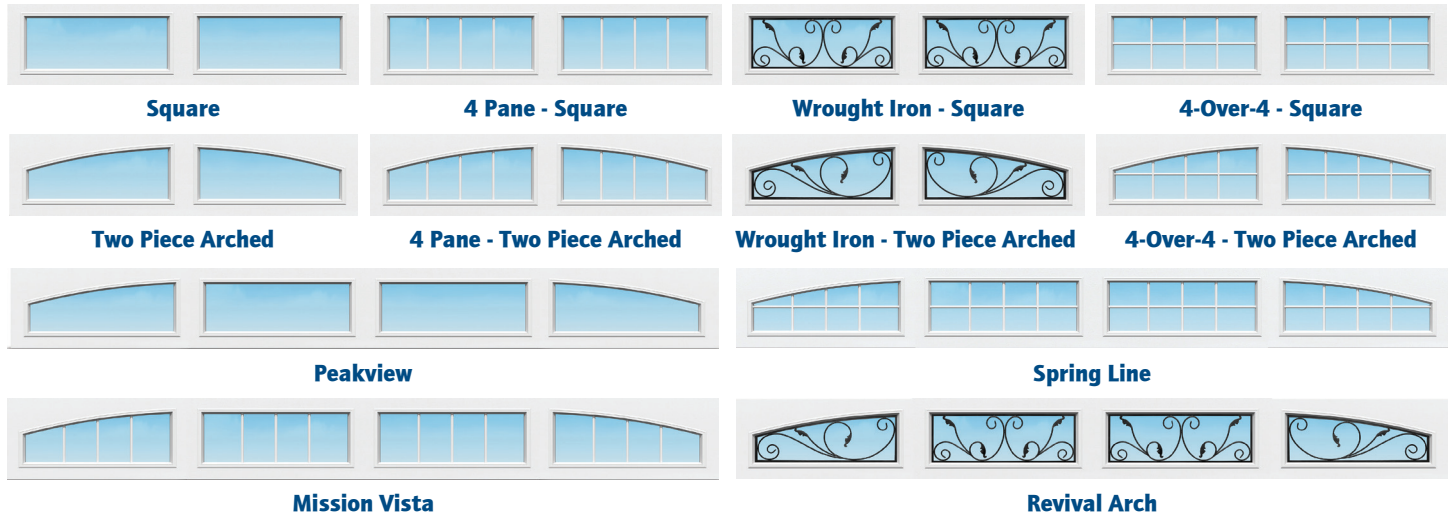 Square
4 Pane - Square
Wrought Iron - Square
4-Over-4 - Square
Two Piece Arched
4 Pane - Two Piece Arched
Wrought Iron - Two Piece Arched
4-Over-4 - Two Piece Arched
Peakview
Spring Line
Mission Vista
Revival Arch